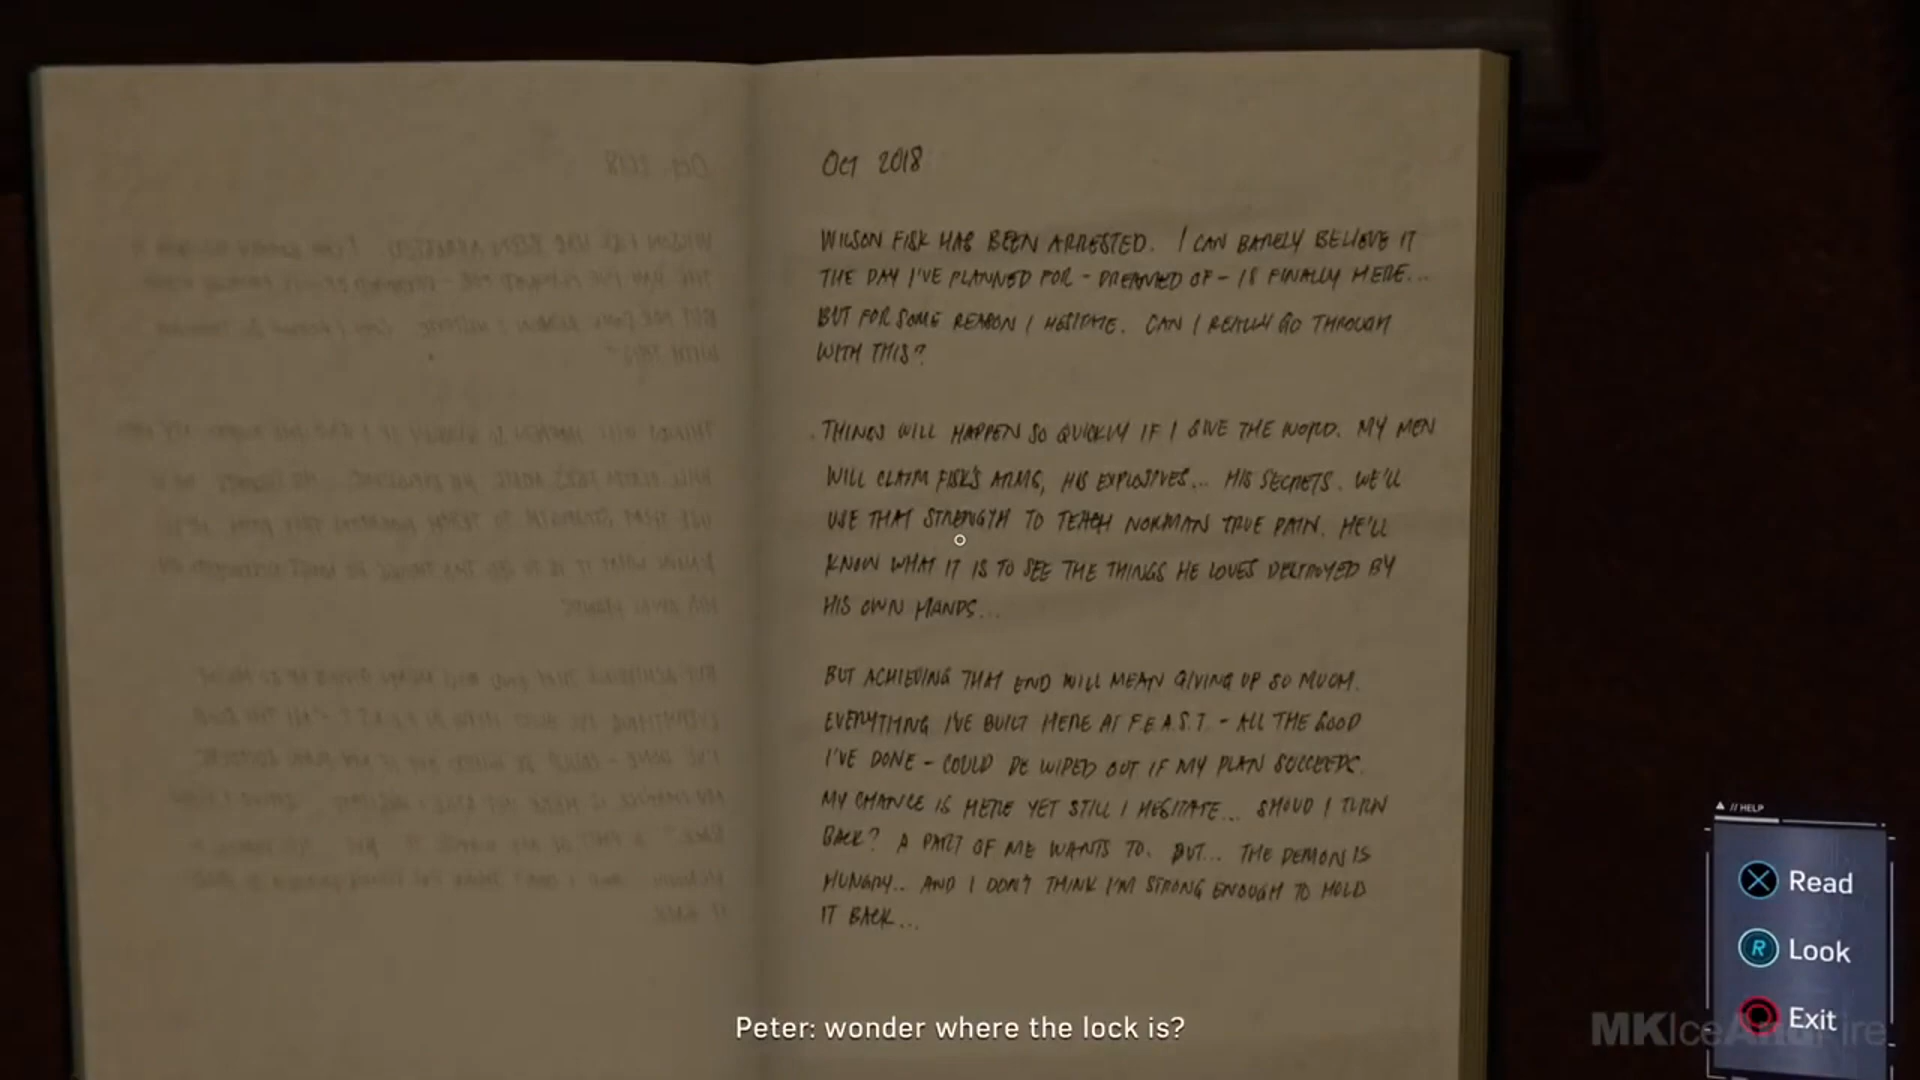 Oct 2018
WILSON FISK HAS BEEN ARRESTED. I CAN BARELY BELIEVE IT
THE DAY I'VE PLANNED FOR - DREAMED OF - IS FINALLY HERE...
BUT FOR SOME REASON I HESITATE. CAN I REALLY GO THROUGH
WITH THIS?
THINGS WILL HAPPEN SO QUICKLY IF I GIVE THE WORD. MY MEN
WILL CLAIM FISK'S ARMS, HIS EXPLOSIVES... HIS SECRETS. WE'LL
USE THAT STRENGTH TO TEACH NORMAN TRUE PAIN. HE'LL
KNOW WHAT IT IS TO SEE THE THINGS HE LOVES DESTROYED BY
HIS OWN HANDS...
BUT ACHIEVING THAT END WILL MEAN GIVING UP SO MUCH.
EVERYTHING I'VE BUILT HERE AT F.E.A.S.T. - ALL THE GOOD
I'VE DONE - COULD BE WIPED OUT IF MY PLAN SUCCEEDS.
MY CHANCE IS HERE YET STILL I HESITATE... SHOUD I TURN
BACK? A PART OF ME WANTS TO. BUT... THE DEMON IS
HUNGRY... AND I DON'T THINK I'M STRONG ENOUGH TO HOLD
IT BACK...
// HELP
Read
R Look
Exit
Peter: wonder where the lock is?
MKIceAndFire